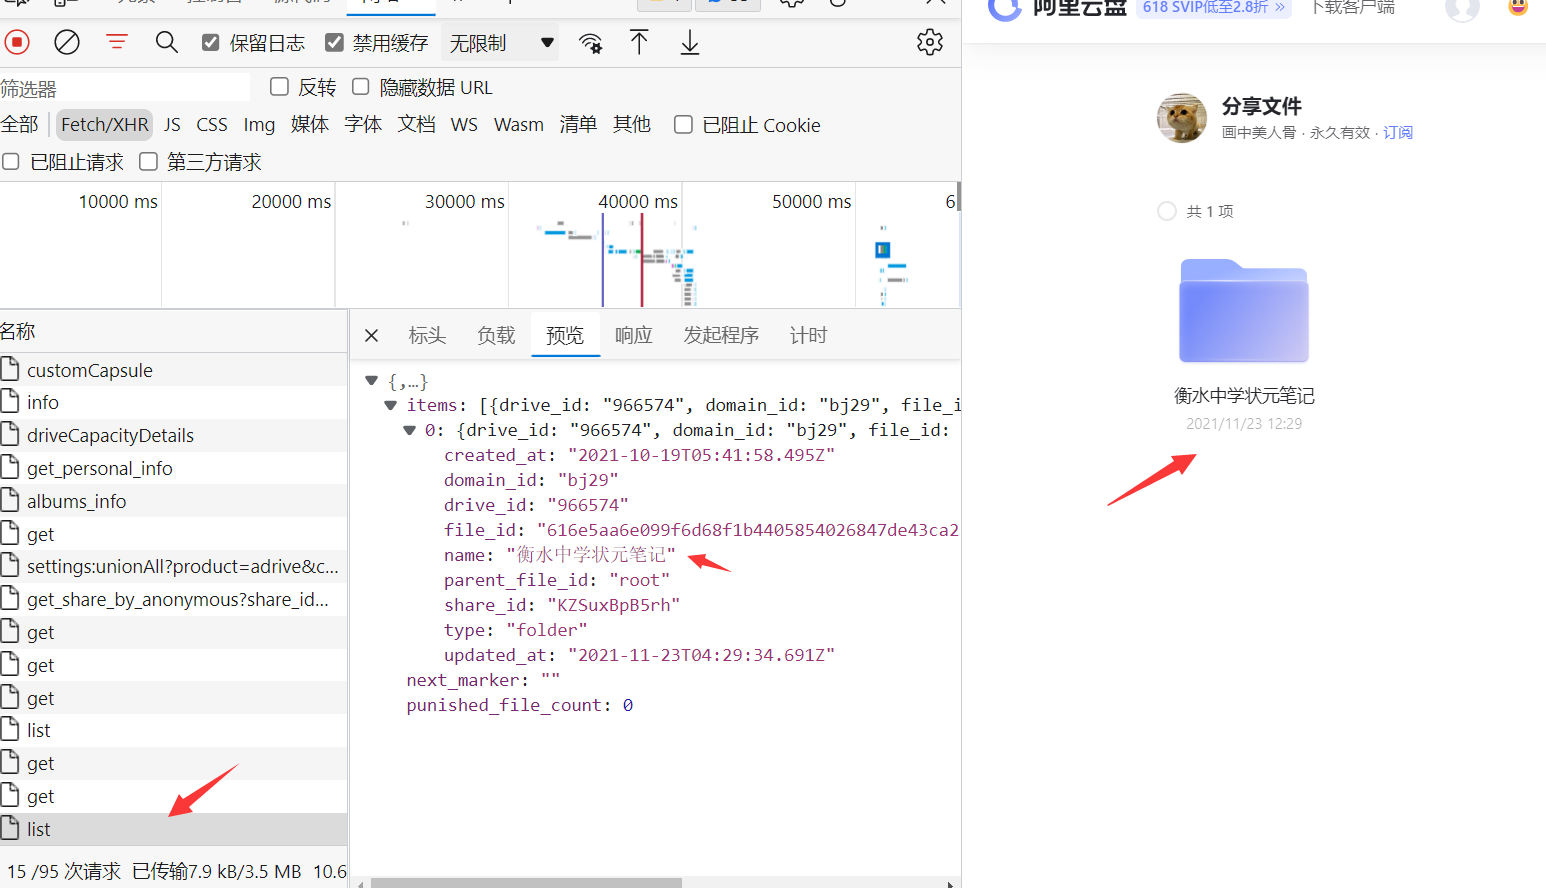 保留日志
禁用缓存
无限制
筛选器
反转
隐藏数据 URL
全部
Fetch/XHR
JS
CSS
Img
媒体
字体
文档
WS
Wasm
清单
其他
已阻止 Cookie
已阻止请求
第三方请求
10000 ms
20000 ms
30000 ms
40000 ms
50000 ms
6
名称
customCapsule
info
driveCapacityDetails
get_personal_info
albums_info
get
settings:unionAll?product=adrive&c...
get_share_by_anonymous?share_id...
get
get
get
list
get
get
list
15 /95 次请求 已传输7.9 kB/3.5 MB 10.6
标头
负载
预览
响应
发起程序
计时
{,…}
items: [{drive_id: "966574", domain_id: "bj29", file_i
0: {drive_id: "966574", domain_id: "bj29", file_id:
created_at: "2021-10-19T05:41:58.495Z"
domain_id: "bj29"
drive_id: "966574"
file_id: "616e5aa6e099f6d68f1b4405854026847de43ca2
name: "衡水中学状元笔记"
parent_file_id: "root"
share_id: "KZSuxBpB5rh"
type: "folder"
updated_at: "2021-11-23T04:29:34.691Z"
next_marker: ""
punished_file_count: 0
阿里云盘
618 SVIP低至2.8折 »
下载客户端
分享文件
画中美人骨 · 永久有效 · 订阅
共 1 项
衡水中学状元笔记
2021/11/23 12:29